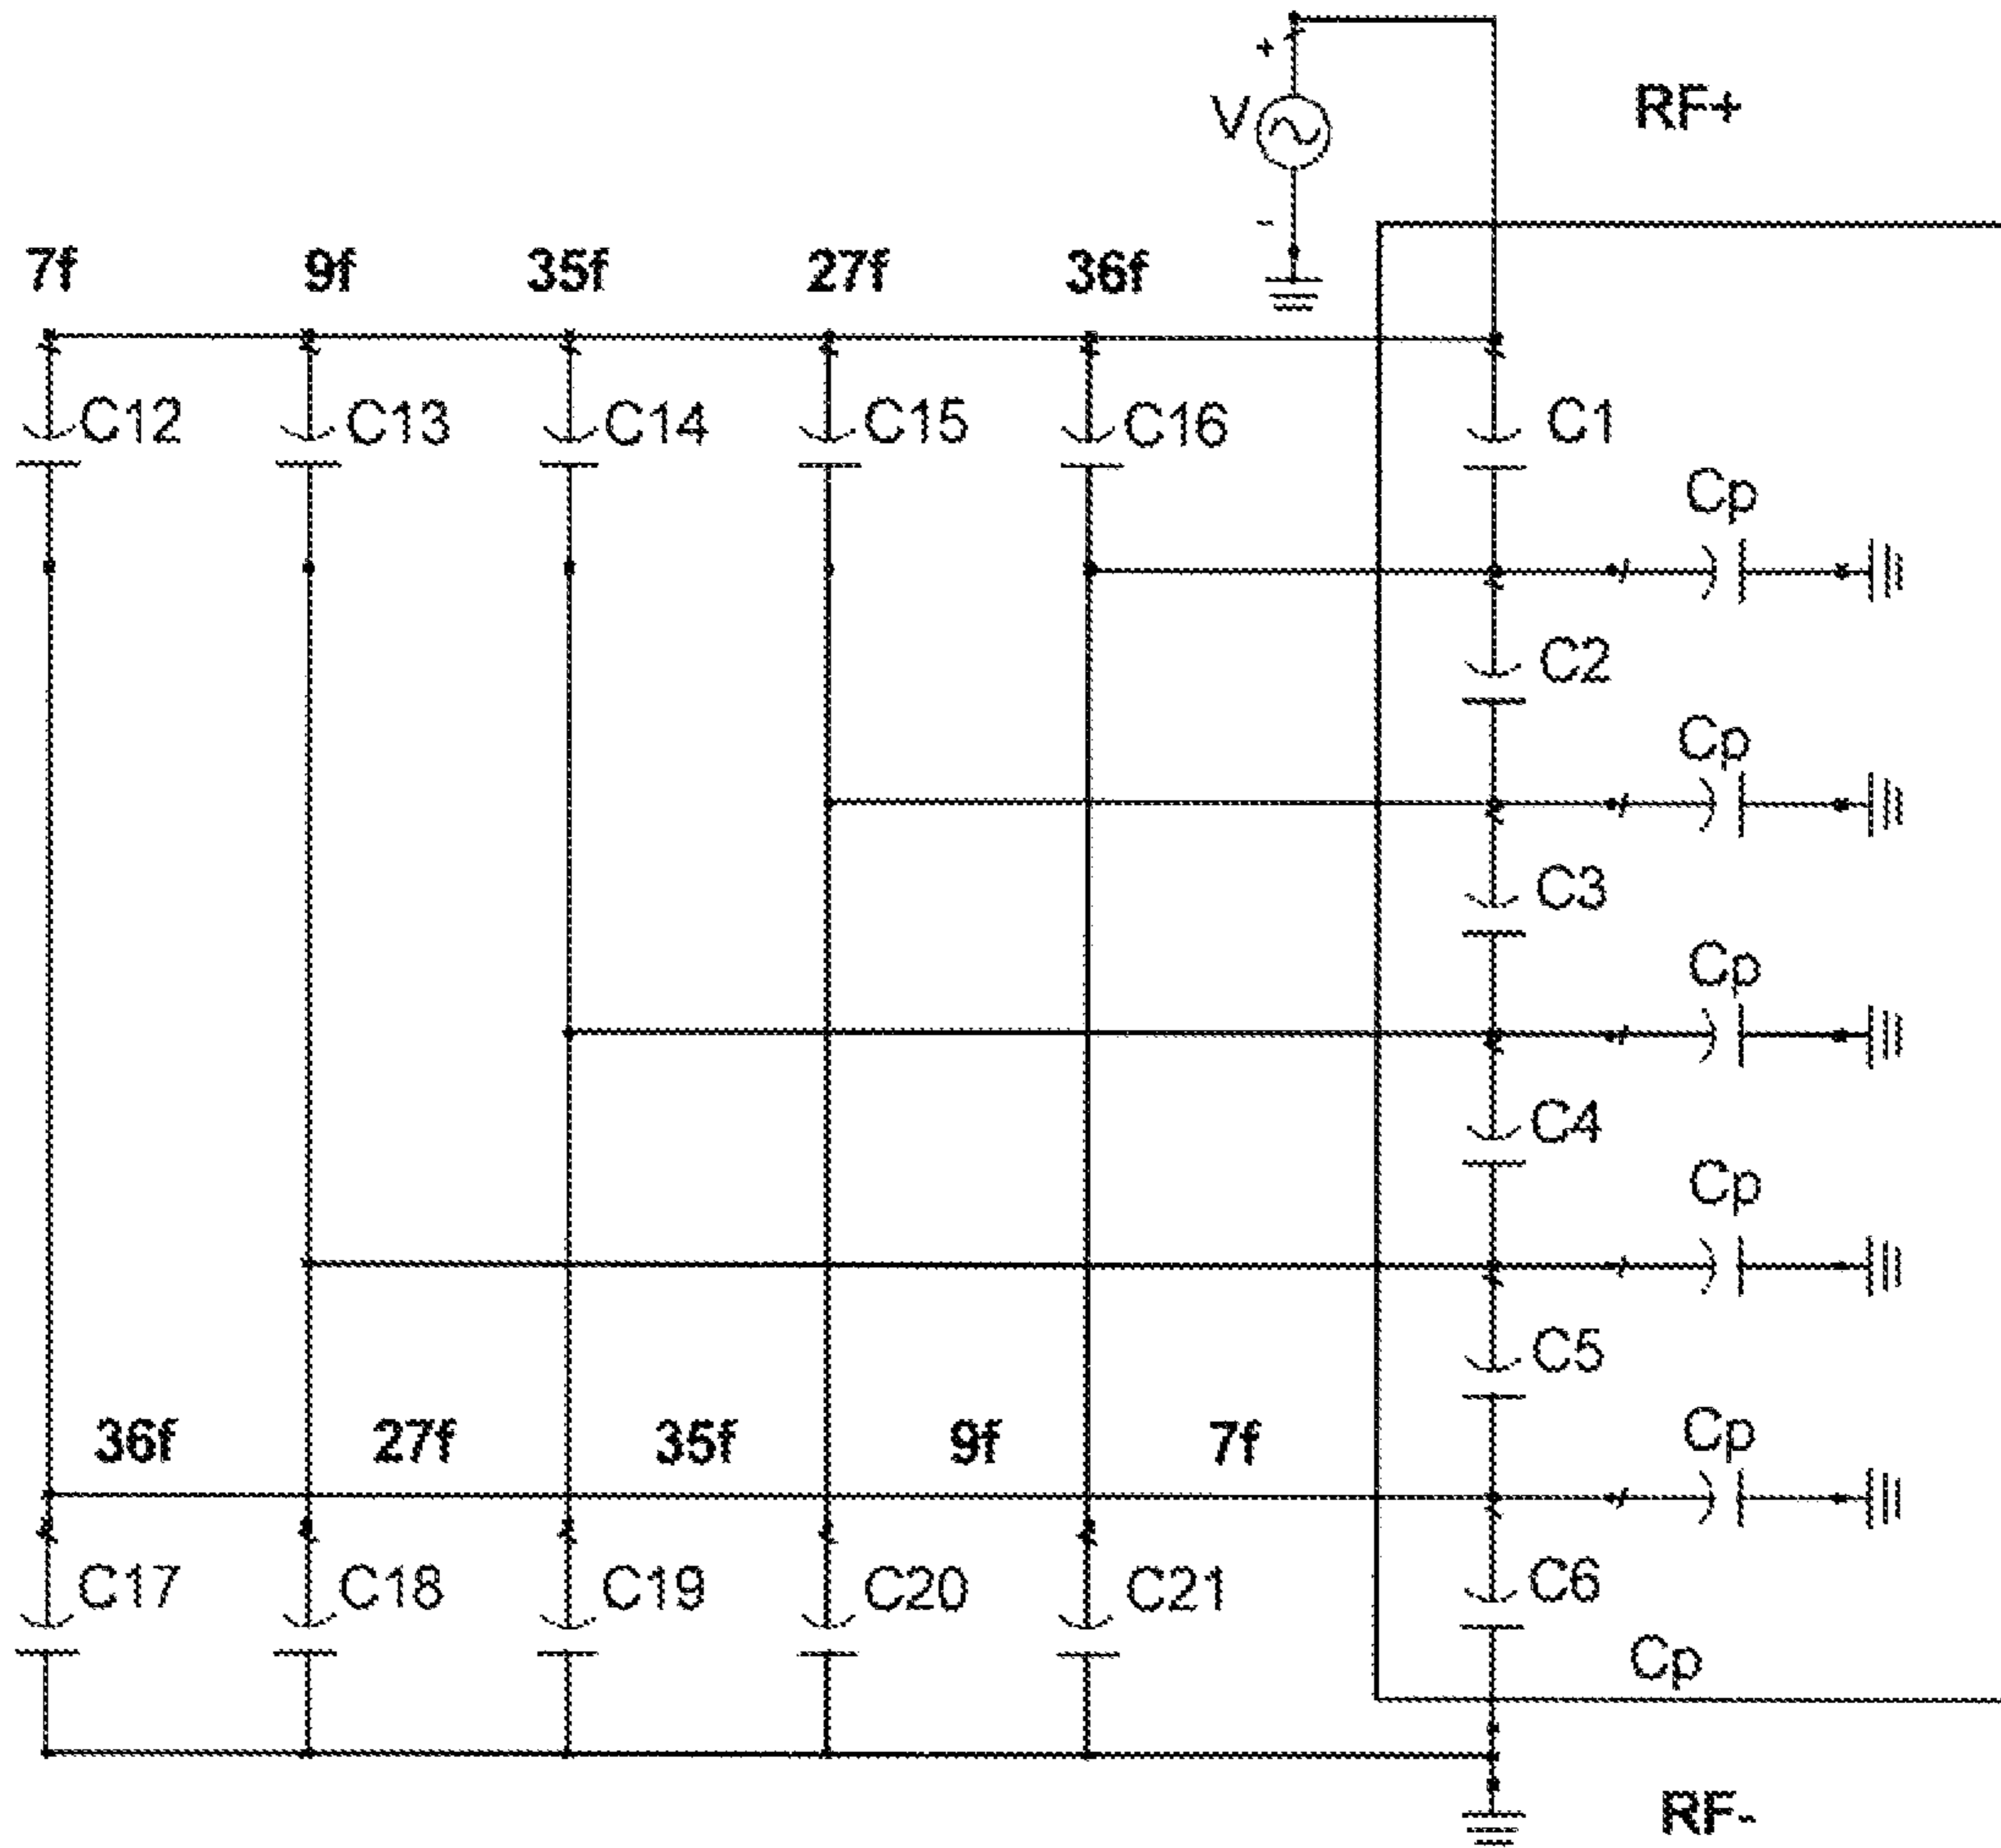 +
RF+
V
-
7f 9f 35f 27f 36f
C12 C13 C14 C15 C16 C1
Cp
C2
Cp
C3
Cp
C4
Cp
C5
36f 27f 35f 9f 7f
Cp
C17 C18 C19 C20 C21 C6
Cp
RF-